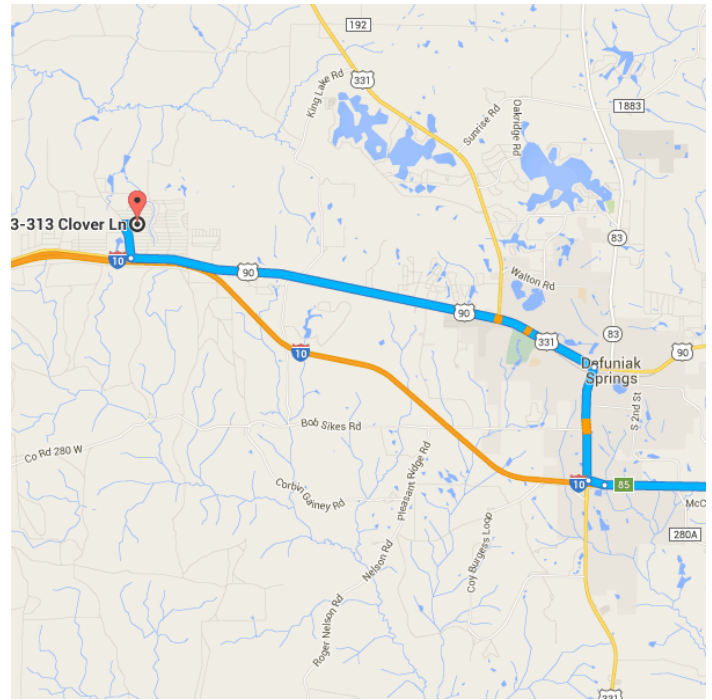 192
331
King Lake Rd
Sunrise Rd
Oakridge Rd
1883
3-313 Clover Ln
83
10
90
Walton Rd
90
331
83
90
10
Defuniak
Springs
S 2nd St
Bob Sikes Rd
Co Rd 280 W
Pleasant Ridge Rd
Corbin Gainey Rd
10
85
McC
Coy Burgess Loop
280A
Nelson Rd
Roger Nelson Rd
331